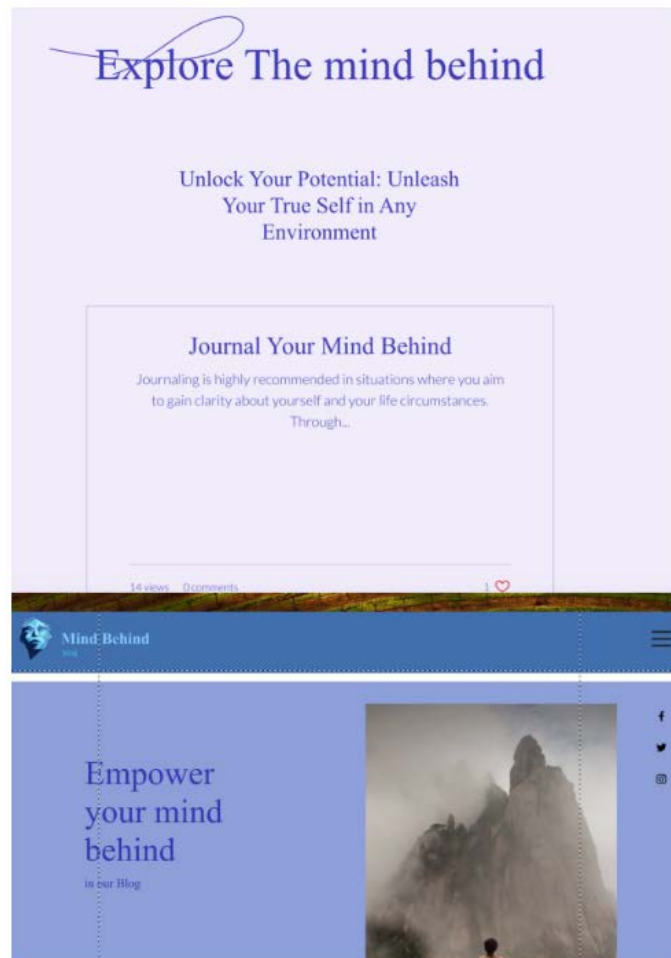 Explore The mind behind
Unlock Your Potential: Unleash
Your True Self in Any
Environment
Journal Your Mind Behind
Journaling is highly recommended in situations where you aim
to gain clarity about yourself and your life circumstances.
Through...
14 views 0 comments 1
Mind Behind
blog
Empower
your mind
behind
in our Blog